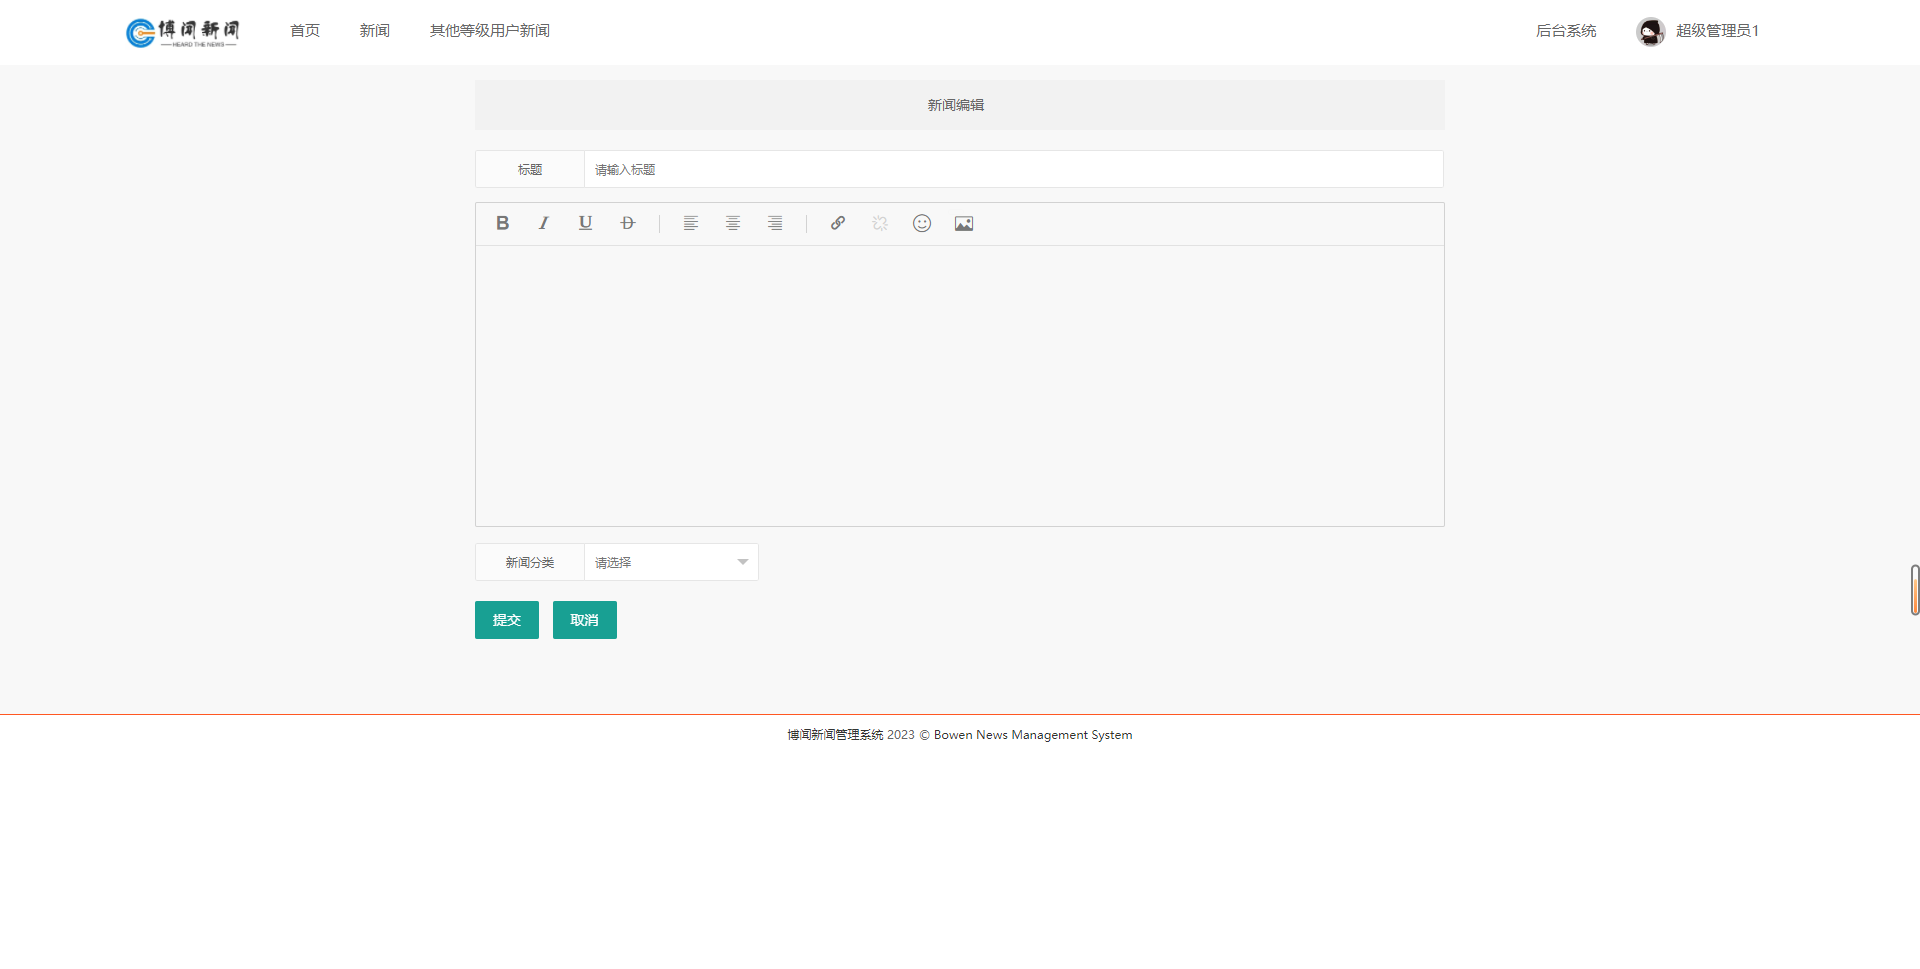 博闻新闻
HEARD THE NEWS
首页
新闻
其他等级用户新闻
后台系统
超级管理员1
新闻编辑
标题
请输入标题
B I U D
新闻分类
请选择
提交
取消
博闻新闻管理系统 2023 © Bowen News Management System